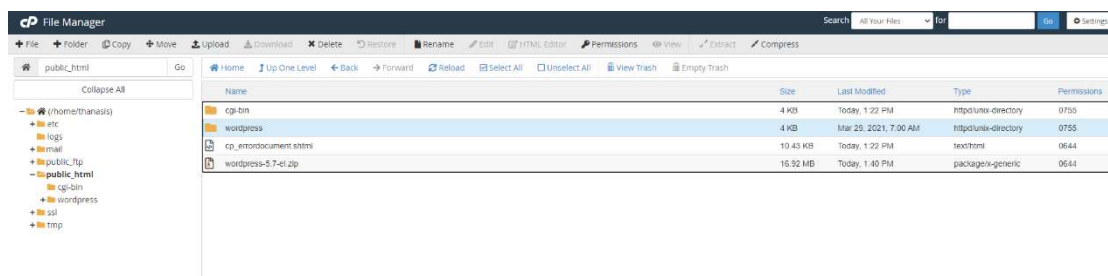 cP File Manager Search All Your Files for Go Settings
+ File + Folder Copy Move Upload Download Delete Restore Rename Edit HTML Editor Permissions View Extract Compress
public_html Go Home Up One Level Back Forward Reload Select All Unselect All View Trash Empty Trash
Collapse All
Name Size Last Modified Type Permissions
(/home/thanasis)
etc
logs
mail
public_ftp
public_html
cgi-bin
wordpress
ssl
tmp
cgi-bin 4 KB Today, 1:22 PM httpd/unix-directory 0755
wordpress 4 KB Mar 29, 2021, 7:00 AM httpd/unix-directory 0755
cp_errordocument.shtml 10.43 KB Today, 1:22 PM text/html 0644
wordpress-5.7-el.zip 16.92 MB Today, 1:40 PM package/x-generic 0644